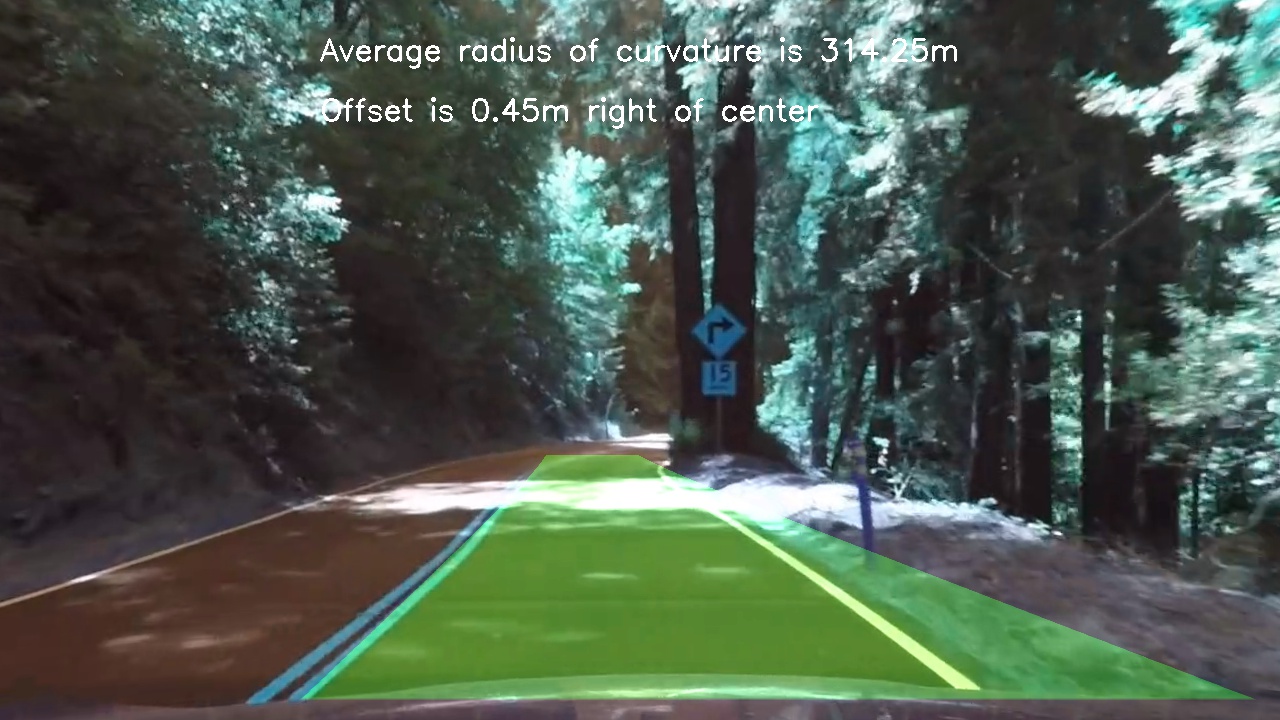 Average radius of curvature is 314.25m
Offset is 0.45m right of center
15